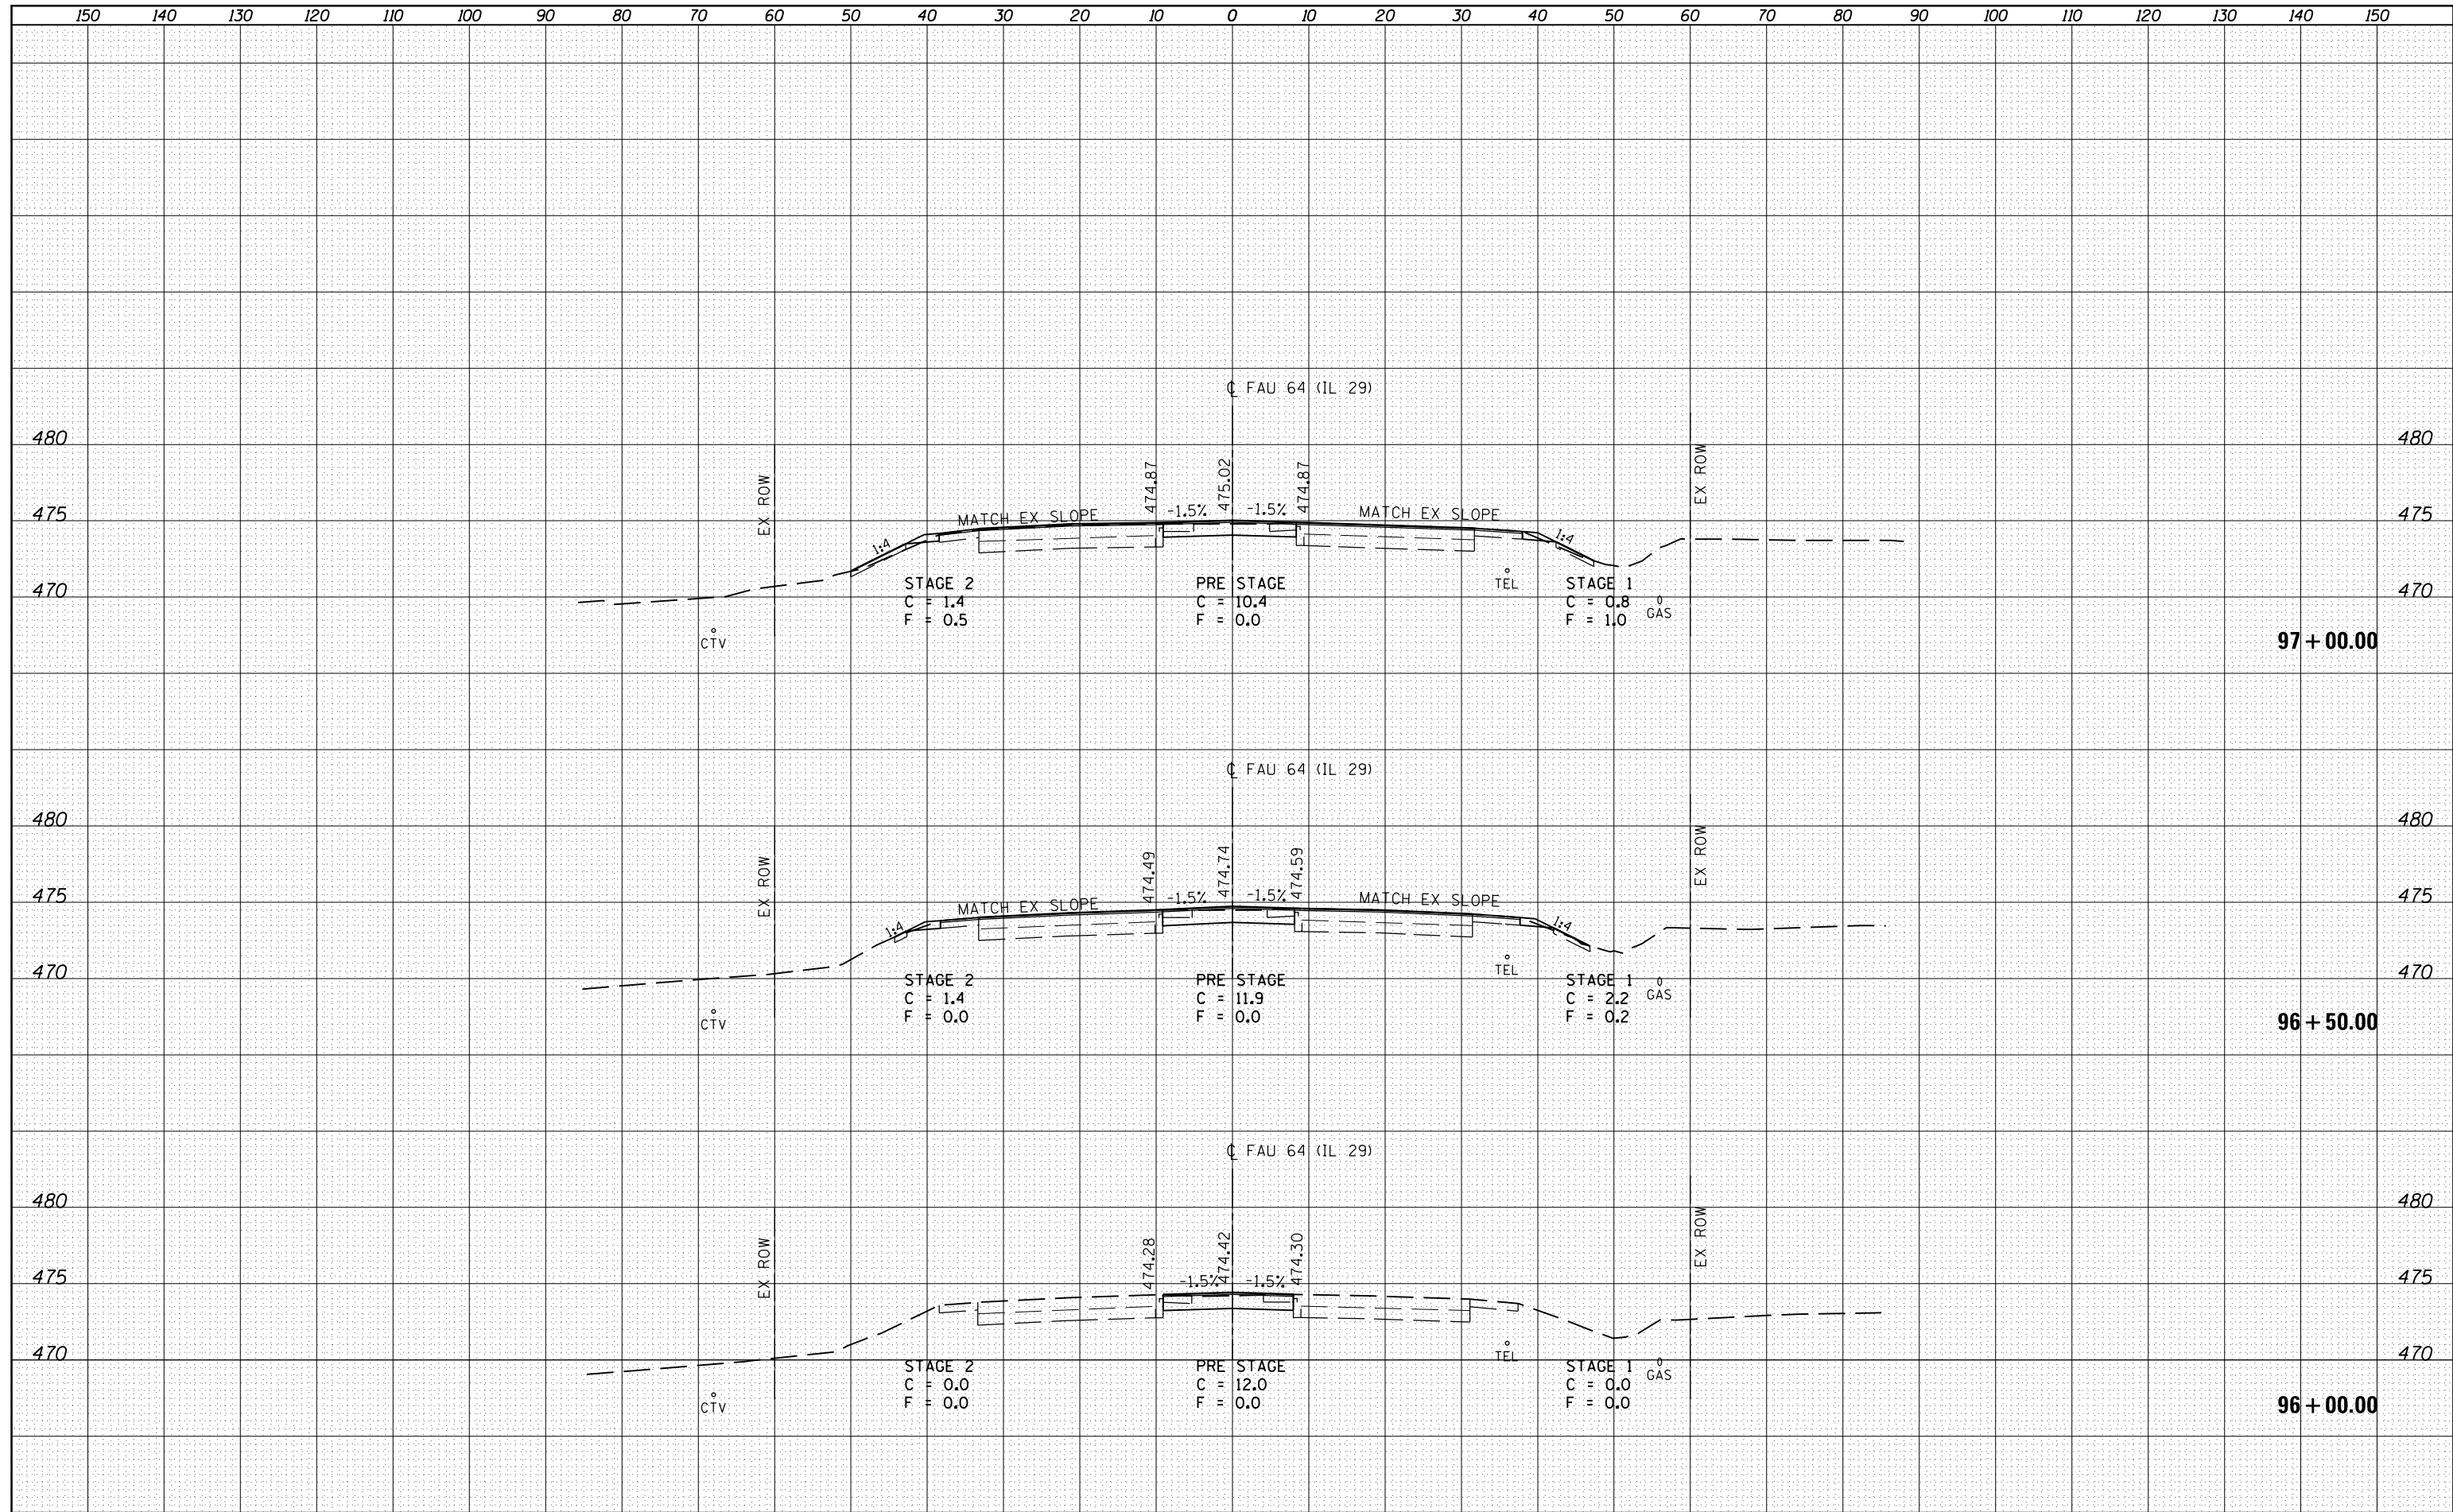 150 140 130 120 110 100 90 80 70 60 50 40 30 20 10 0 10 20 30 40 50 60 70 80 90 100 110 120 130 140 150
℄ FAU 64 (IL 29)
480 480
EX ROW 474.87 475.02 474.87 EX ROW
475 MATCH EX SLOPE -1.5% -1.5% MATCH EX SLOPE 475
1:4 1:4
470 STAGE 2 PRE STAGE TEL STAGE 1 470
C = 1.4 C = 10.4 C = 0.8 GAS
F = 0.5 F = 0.0 F = 1.0
CTV 97+00.00
℄ FAU 64 (IL 29)
480 480
EX ROW 474.49 474.74 474.59 EX ROW
475 MATCH EX SLOPE -1.5% -1.5% MATCH EX SLOPE 475
1:4 1:4
470 STAGE 2 PRE STAGE TEL STAGE 1 470
C = 1.4 C = 11.9 C = 2.2 GAS
F = 0.0 F = 0.0 F = 0.2
CTV 96+50.00
℄ FAU 64 (IL 29)
480 480
EX ROW 474.28 474.42 474.30 EX ROW
475 -1.5% -1.5% 475
470 TEL 470
STAGE 2 PRE STAGE STAGE 1
C = 0.0 C = 12.0 C = 0.0 GAS
F = 0.0 F = 0.0 F = 0.0
CTV 96+00.00